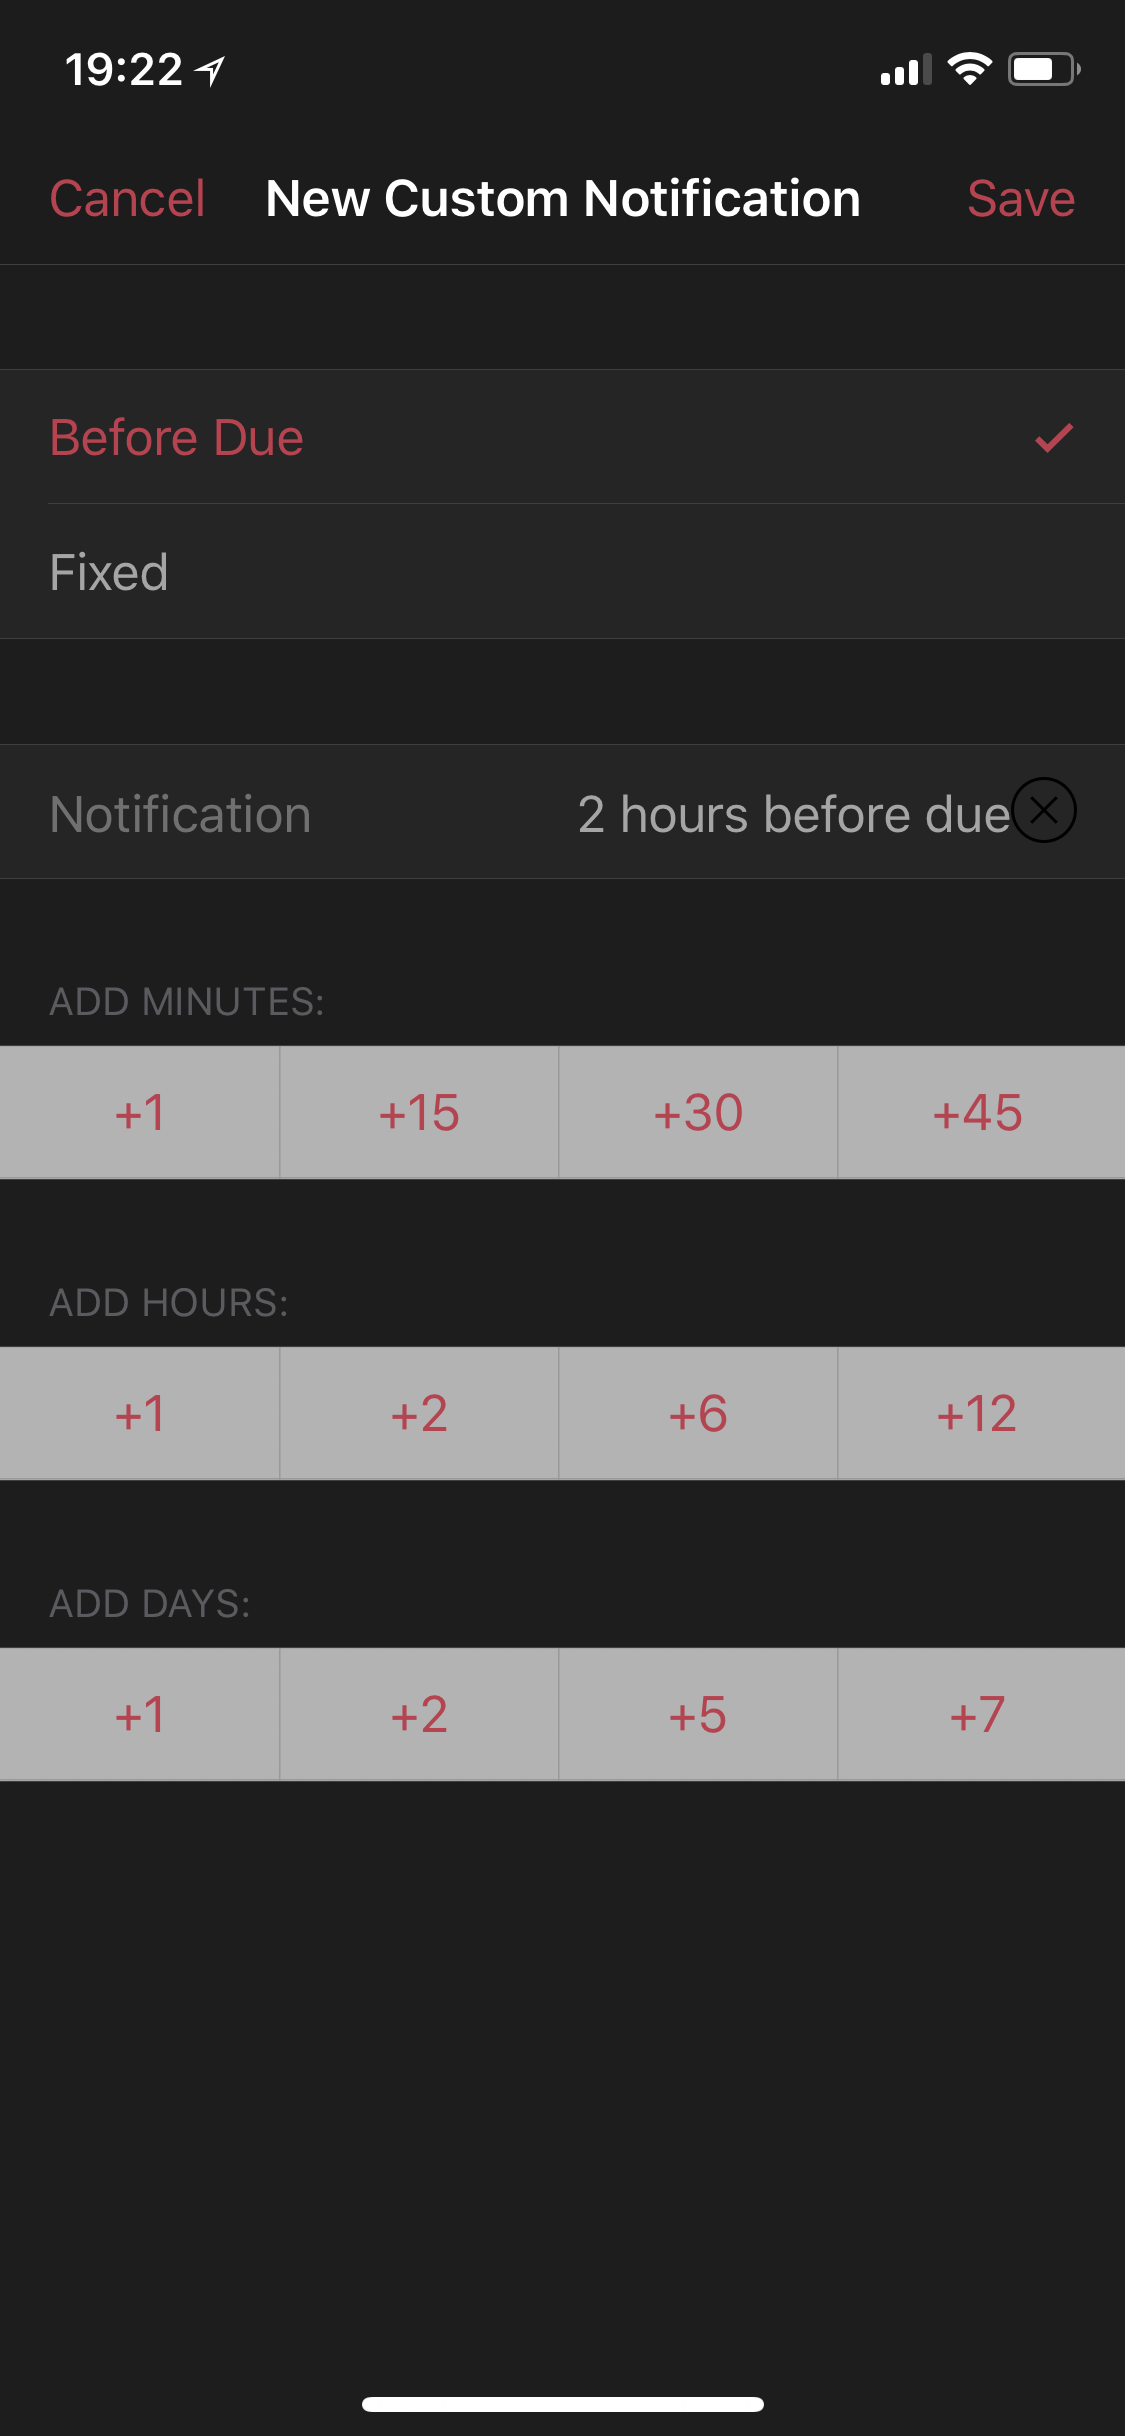 19:22
Cancel New Custom Notification Save
Before Due
Fixed
Notification 2 hours before due
ADD MINUTES:
+1 +15 +30 +45
ADD HOURS:
+1 +2 +6 +12
ADD DAYS:
+1 +2 +5 +7